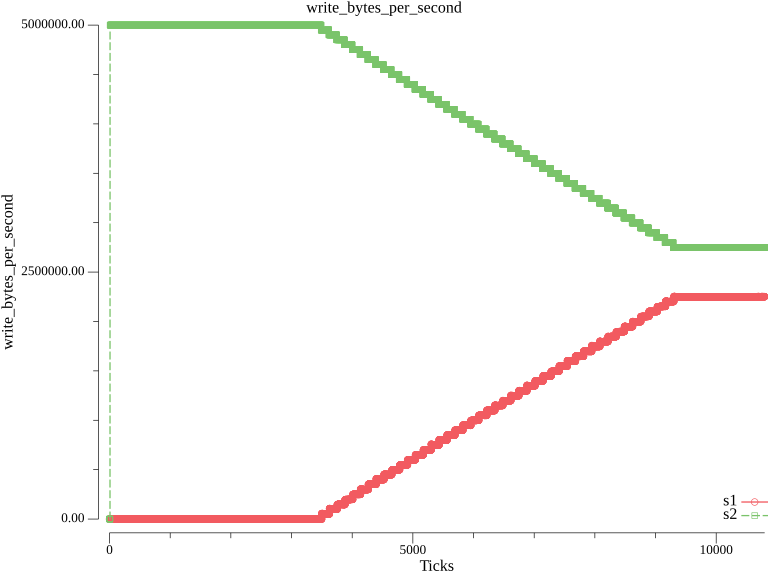 write_bytes_per_second
5000000.00
write_bytes_per_second
2500000.00
s1
s2
0.00
0
5000
10000
Ticks